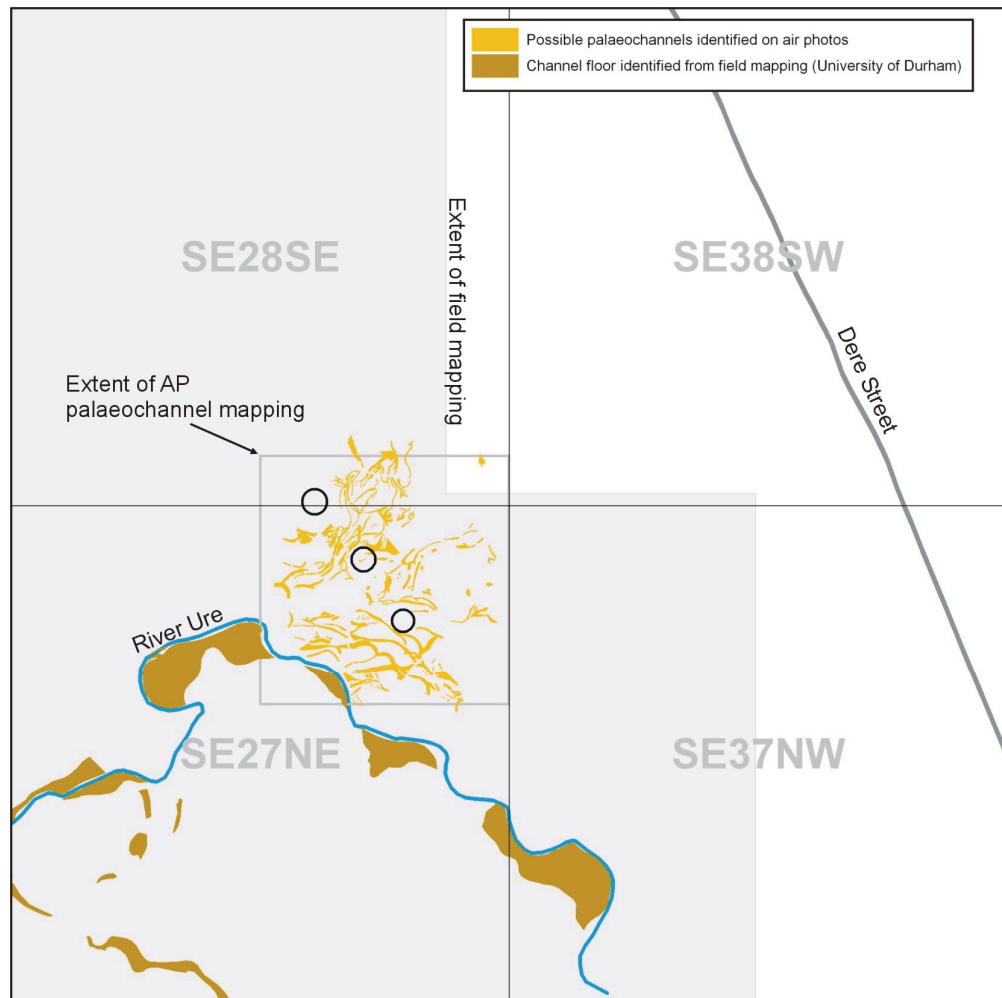 Possible palaeochannels identified on air photos
Channel floor identified from field mapping (University of Durham)
Extent of field mapping
SE28SE
SE38SW
Dere Street
Extent of AP
palaeochannel mapping
River Ure
SE27NE
SE37NW